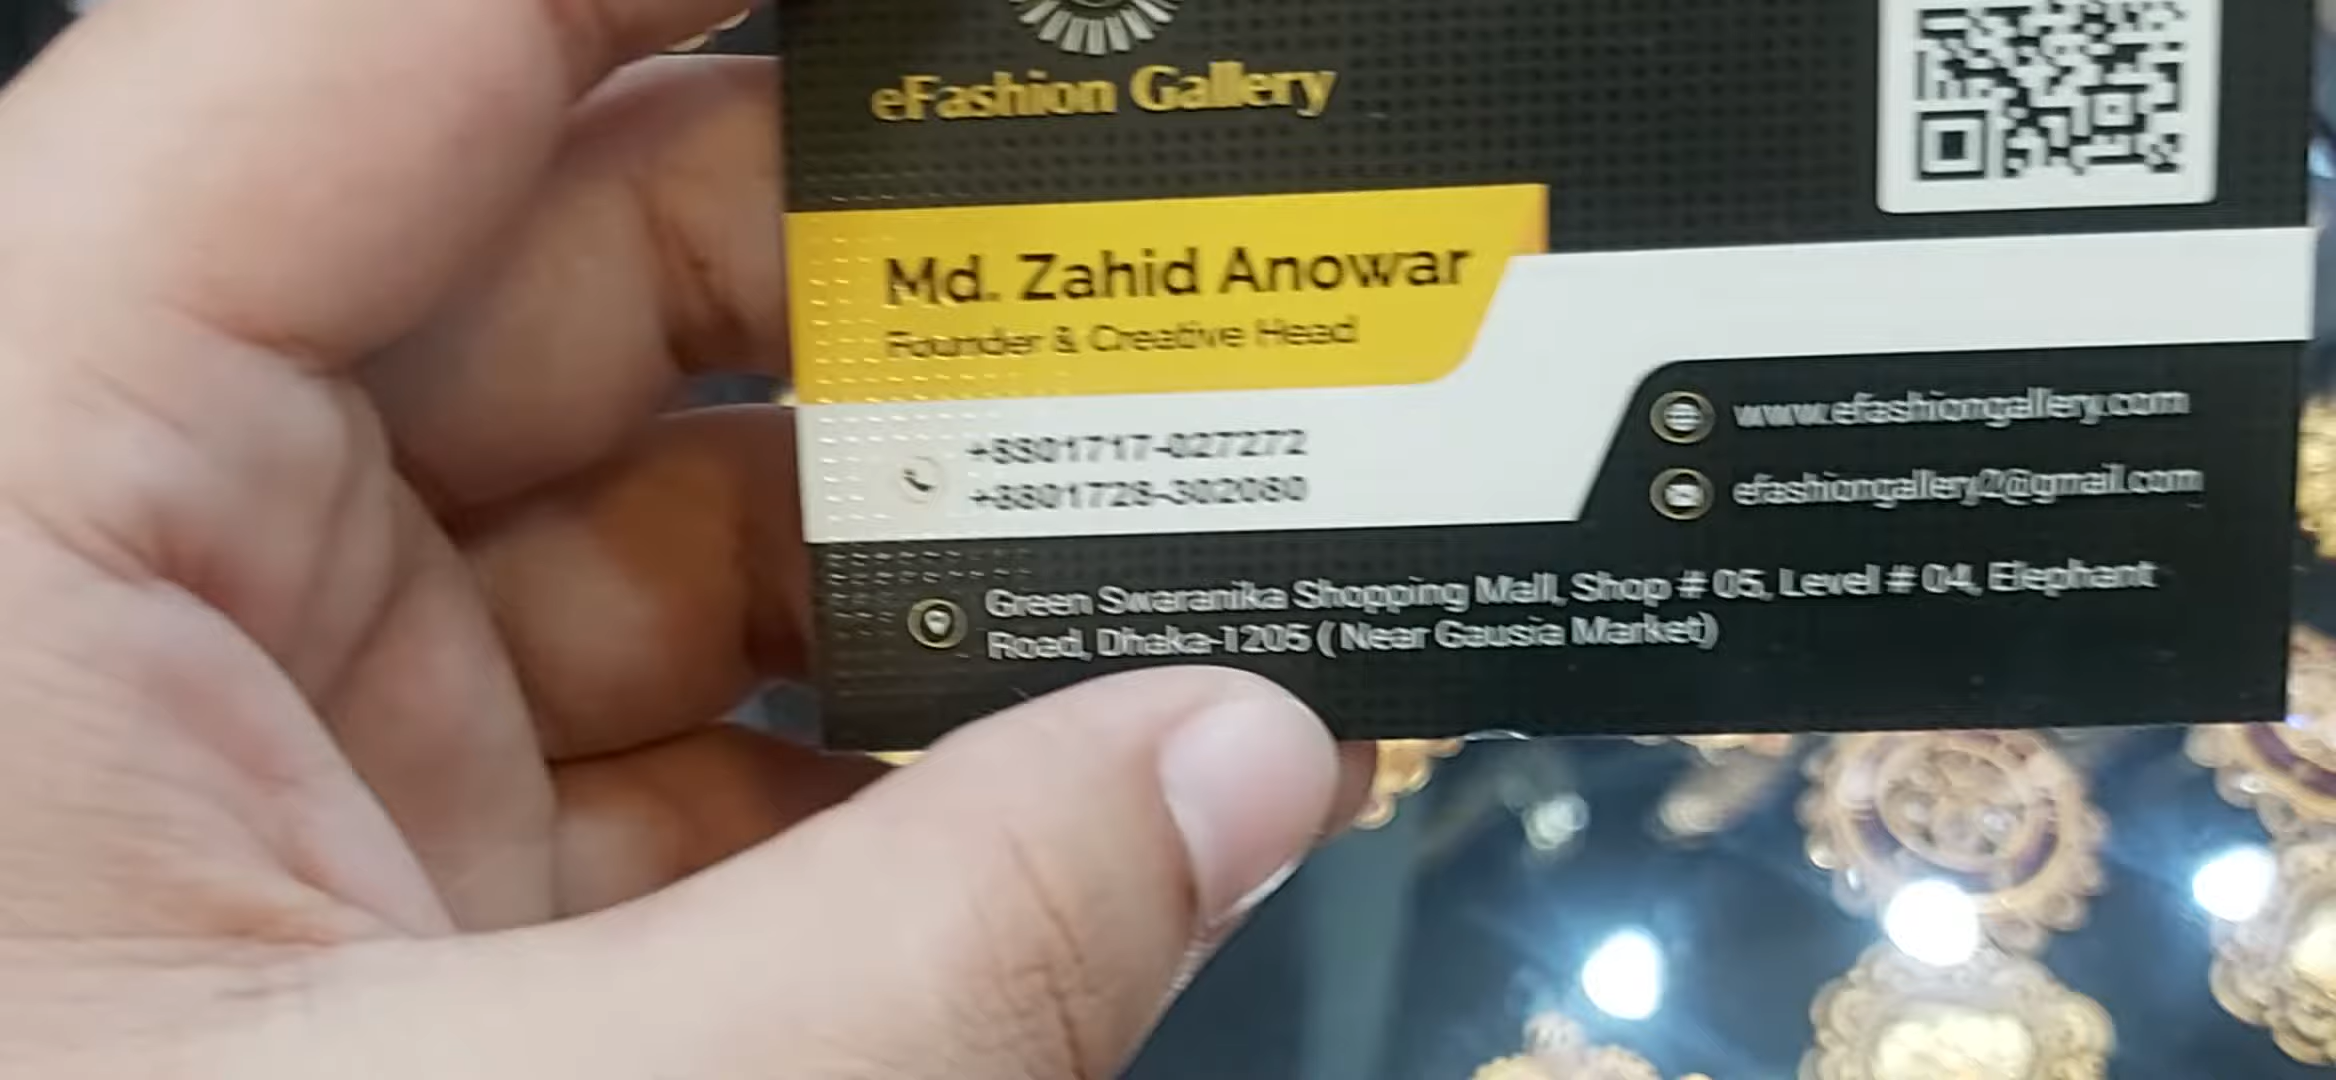 eFashion Gallery
Md. Zahid Anowar
Founder & Creative Head
+8801717-027272
+8801728-302080
www.efashiongallery.com
efashiongallery2@gmail.com
Green Swaranika Shopping Mall, Shop # 05, Level # 04, Elephant
Road, Dhaka-1205 ( Near Gausia Market)